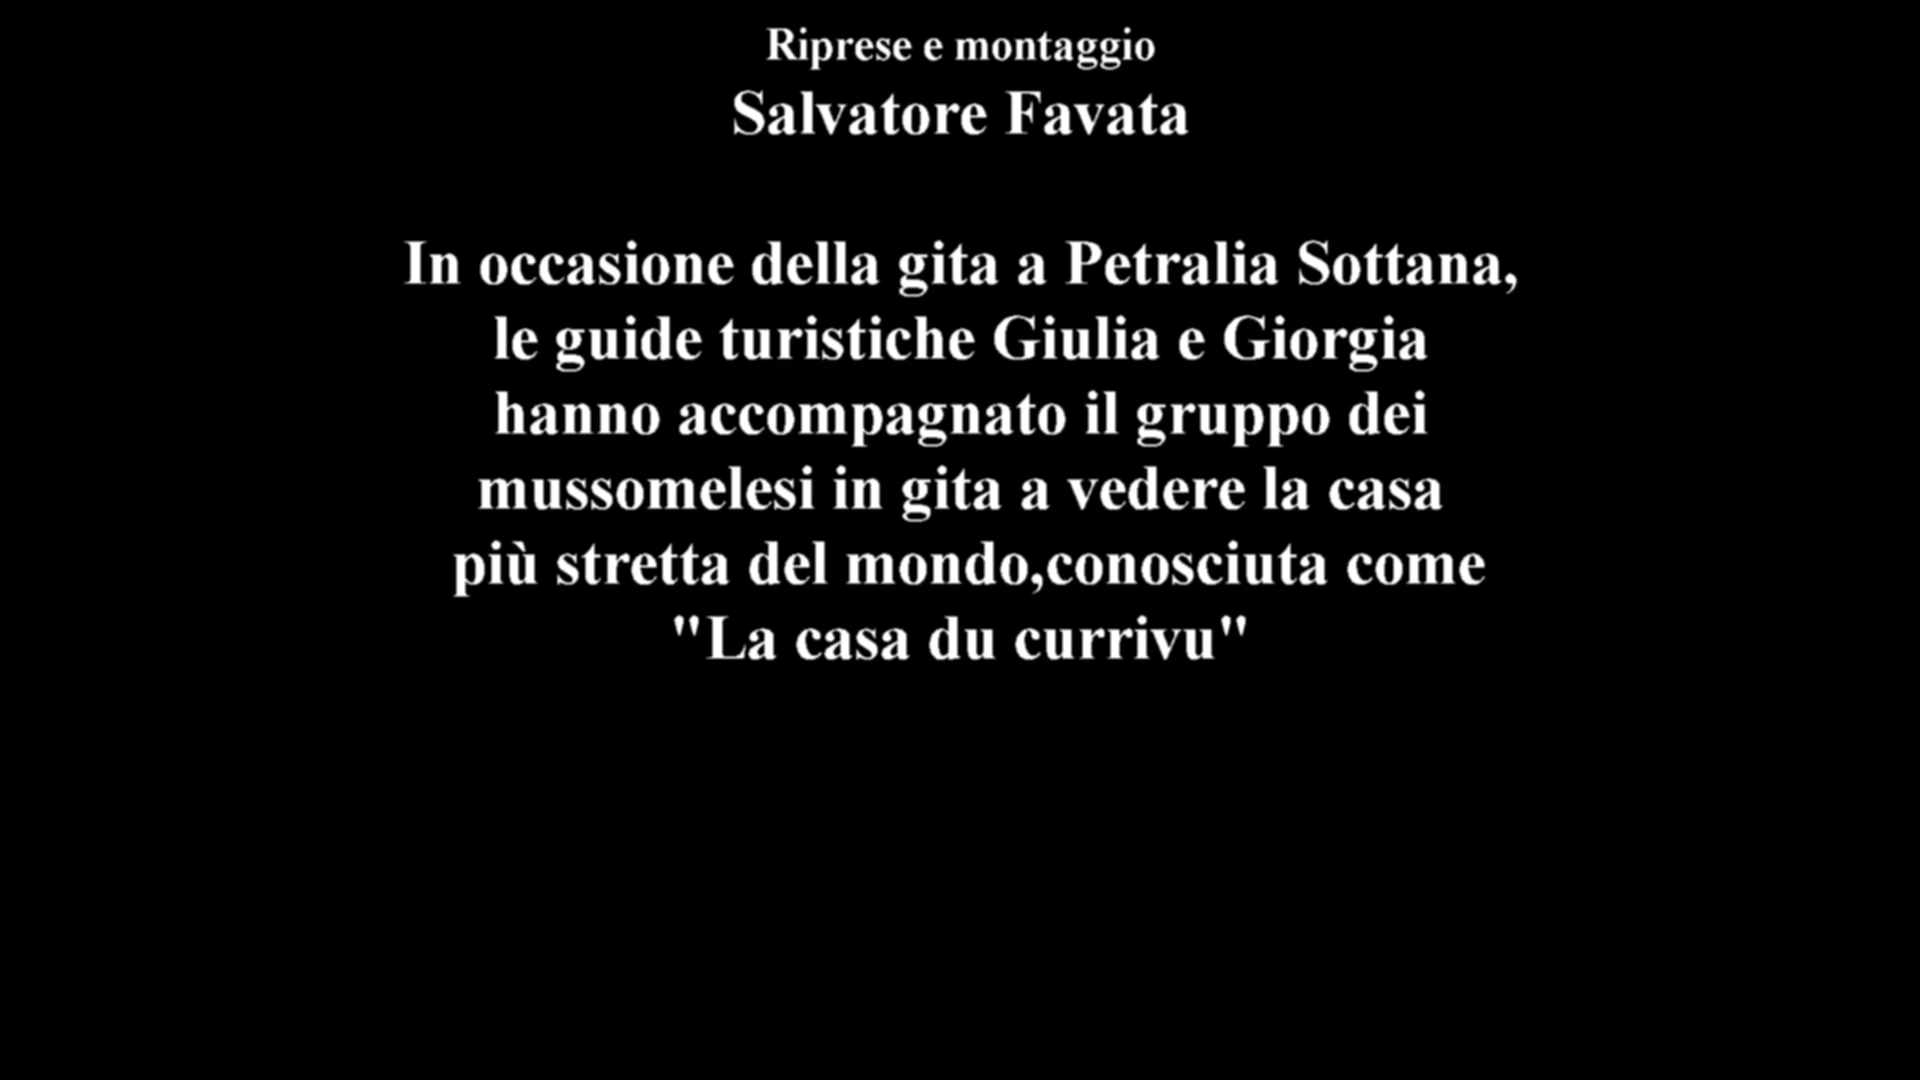 Riprese e montaggio
Salvatore Favata
In occasione della gita a Petralia Sottana,
le guide turistiche Giulia e Giorgia
hanno accompagnato il gruppo dei
mussomelesi in gita a vedere la casa
più stretta del mondo,conosciuta come
"La casa du currivu"